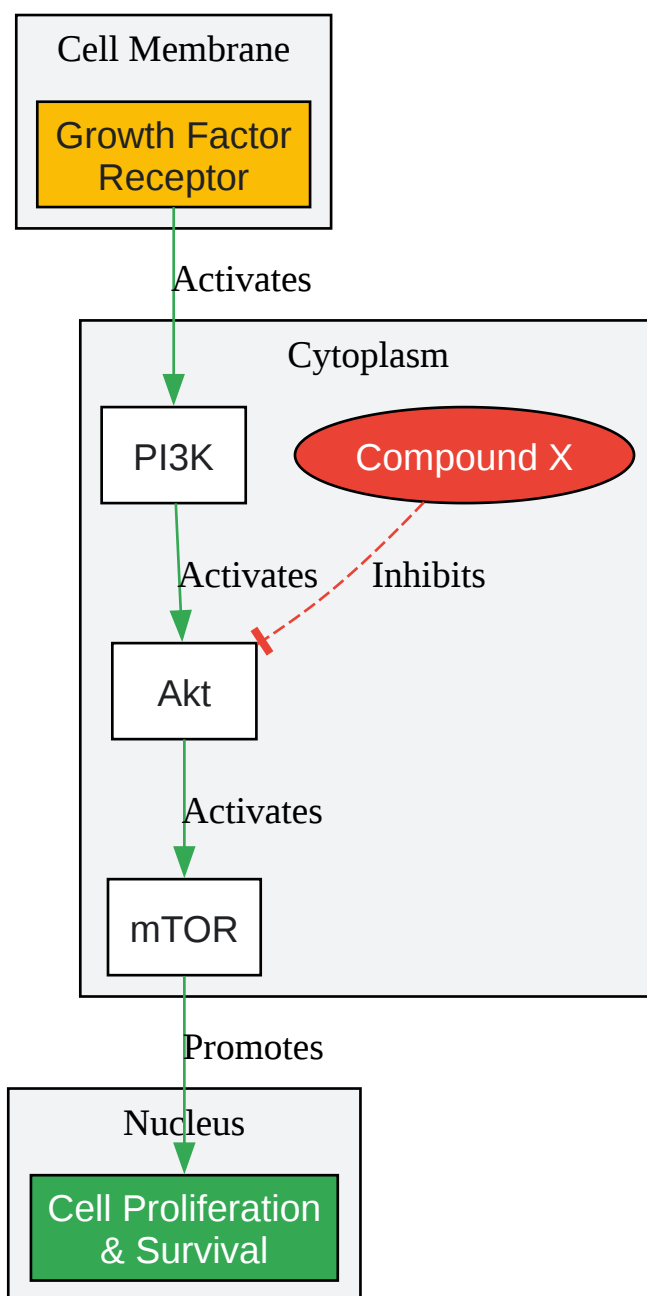 Cell Membrane
Growth Factor
Receptor
Activates
Cytoplasm
PI3K
Compound X
Activates
Inhibits
Akt
Activates
mTOR
Promotes
Nucleus
Cell Proliferation
& Survival